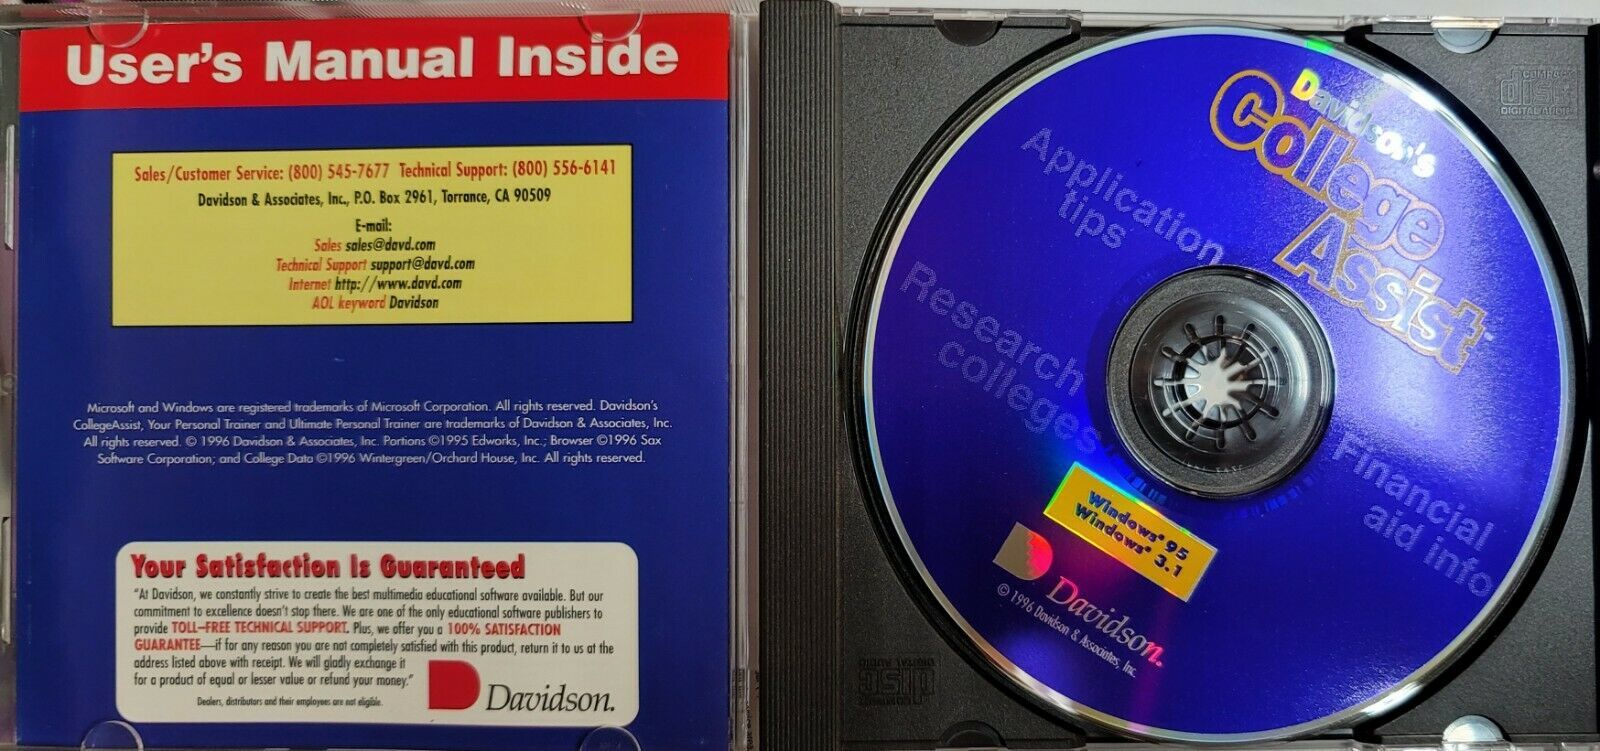 User's Manual Inside
Sales/Customer Service: (800) 545-7677 Technical Support: (800) 556-6141
Davidson & Associates, Inc., P.O. Box 2961, Torrance, CA 90509
E-mail:
Sales sales@davd.com
Technical Support support@davd.com
Internet http://www.davd.com
AOL keyword Davidson
Microsoft and Windows are registered trademarks of Microsoft Corporation. All rights reserved. Davidson's
CollegeAssist, Your Personal Trainer and Ultimate Personal Trainer are trademarks of Davidson & Associates, Inc.
All rights reserved. © 1996 Davidson & Associates, Inc. Portions ©1995 Edworks, Inc.; Browser ©1996 Sax
Software Corporation; and College Data ©1996 Wintergreen/Orchard House, Inc. All rights reserved.
Your Satisfaction Is Guaranteed
"At Davidson, we constantly strive to create the best multimedia educational software available. But our
commitment to excellence doesn't stop there. We are one of the only educational software publishers to
provide TOLL-FREE TECHNICAL SUPPORT. Plus, we offer you a 100% SATISFACTION
GUARANTEE—if for any reason you are not completely satisfied with this product, return it to us at the
address listed above with receipt. We will gladly exchange it
for a product of equal or lesser value or refund your money."
Dealers, distributors and their employees are not eligible.
Davidson.
COMPACT
disc
DIGITAL AUDIO
Davidson's
College
Assist™
Application
tips
Research
colleges
Financial
aid info
Windows® 95
Windows® 3.1
Davidson.
© 1996 Davidson & Associates, Inc.
COMPACT
disc
DIGITAL AUDIO